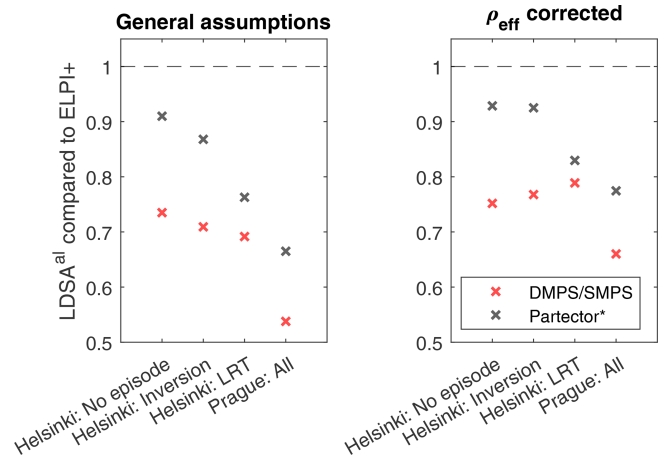 General assumptions
ρeff corrected
LDSAal compared to ELPI+
1
0.9
0.8
0.7
0.6
0.5
Helsinki: No episode
Helsinki: Inversion
Helsinki: LRT
Prague: All
1
0.9
0.8
0.7
0.6
0.5
DMPS/SMPS
Partector*
Helsinki: No episode
Helsinki: Inversion
Helsinki: LRT
Prague: All